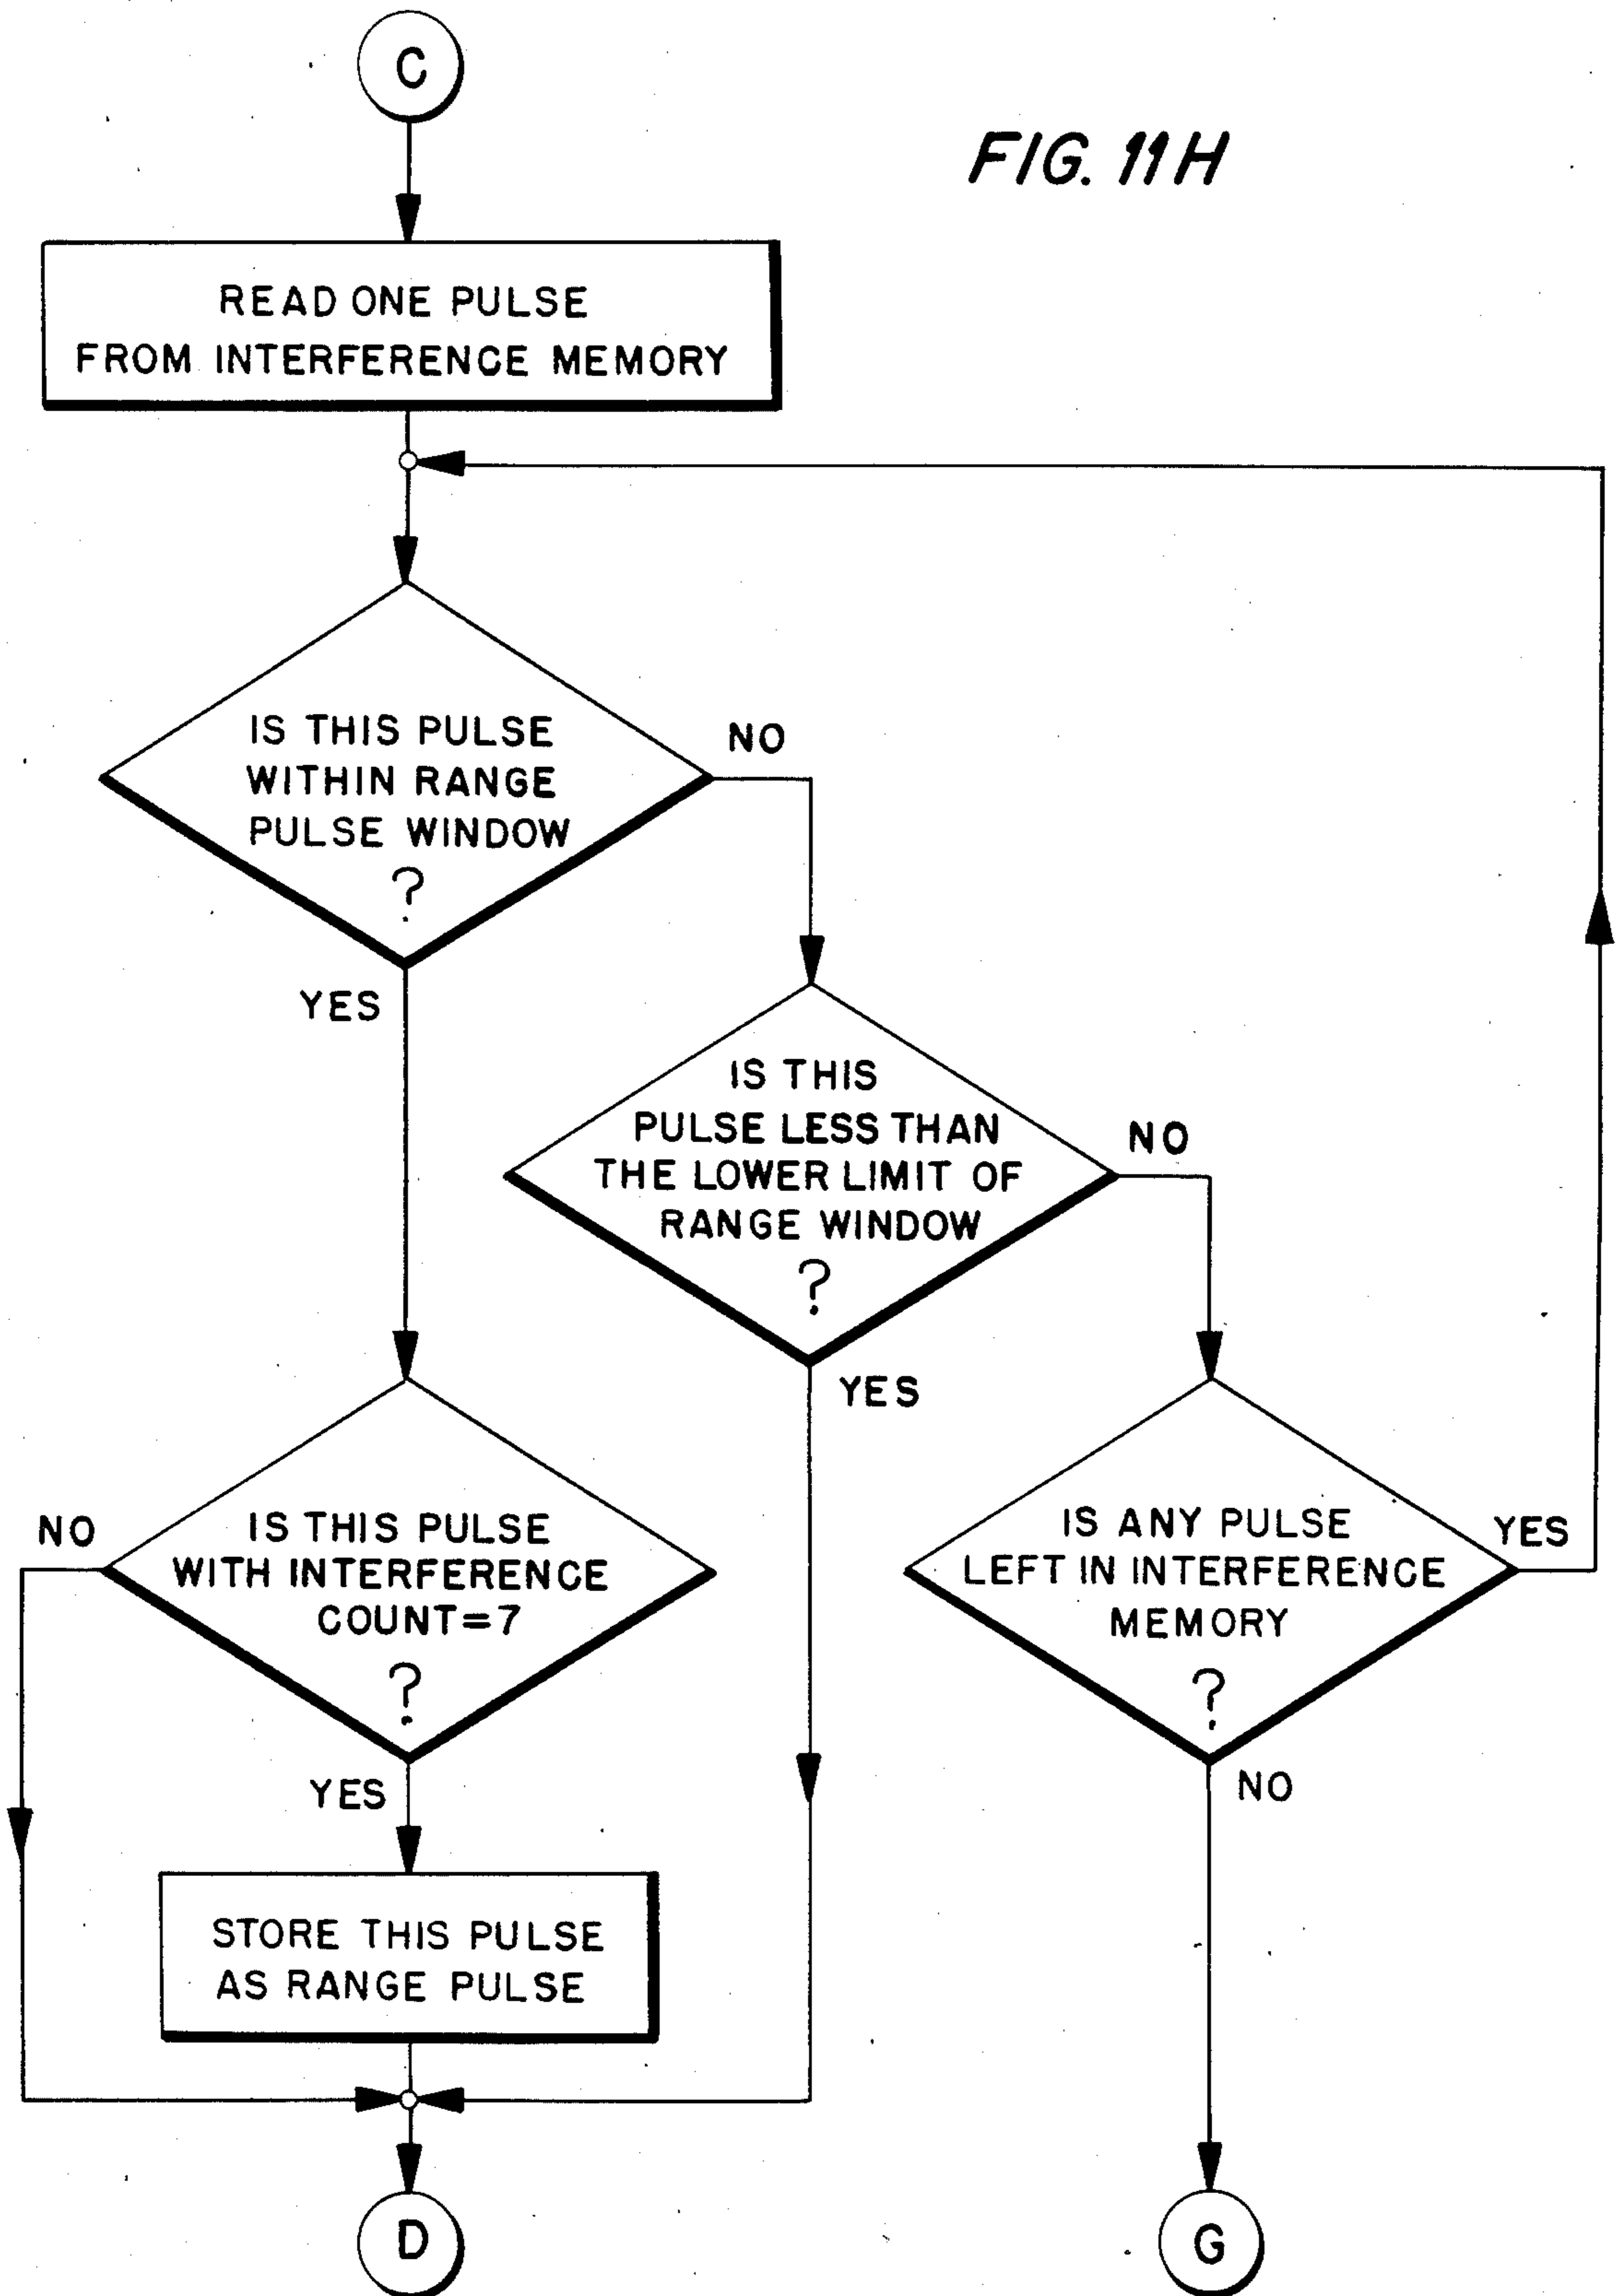 C
FIG. 11H
READ ONE PULSE
FROM INTERFERENCE MEMORY
IS THIS PULSE
WITHIN RANGE
PULSE WINDOW
?
NO
YES
IS THIS
PULSE LESS THAN
THE LOWER LIMIT OF
RANGE WINDOW
?
NO
YES
IS THIS PULSE
WITH INTERFERENCE
COUNT=7
?
NO
YES
IS ANY PULSE
LEFT IN INTERFERENCE
MEMORY
?
YES
NO
STORE THIS PULSE
AS RANGE PULSE
D
G